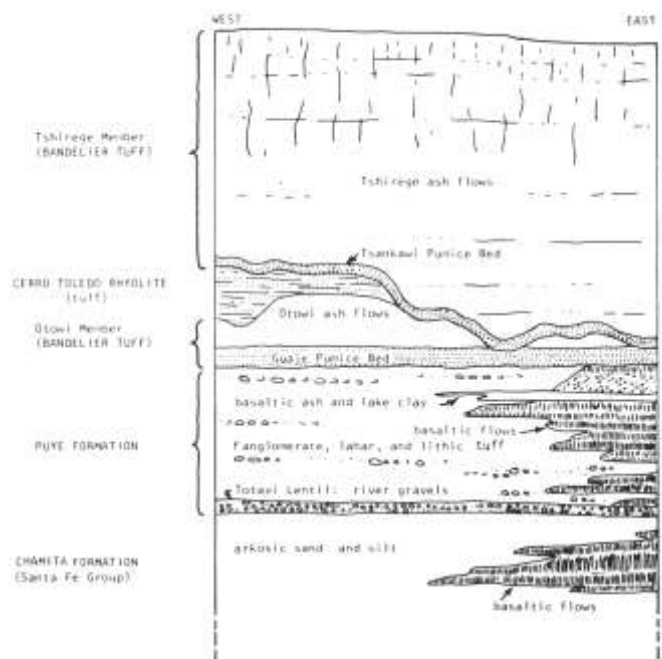 WEST
EAST
Tshirege Member
(BANDELIER TUFF)
Tshirege ash flows
Tsankawi Pumice Bed
CERRO TOLEDO RHYOLITE
(tuff)
Otowi ash flows
Otowi Member
(BANDELIER TUFF)
Guaje Pumice Bed
basaltic ash and lake clay
basaltic flows
PUYE FORMATION
fanglomerate, lahar, and lithic tuff
Totavi Lentil: river gravels
arkosic sand and silt
CHAMITA FORMATION
(Santa Fe Group)
basaltic flows